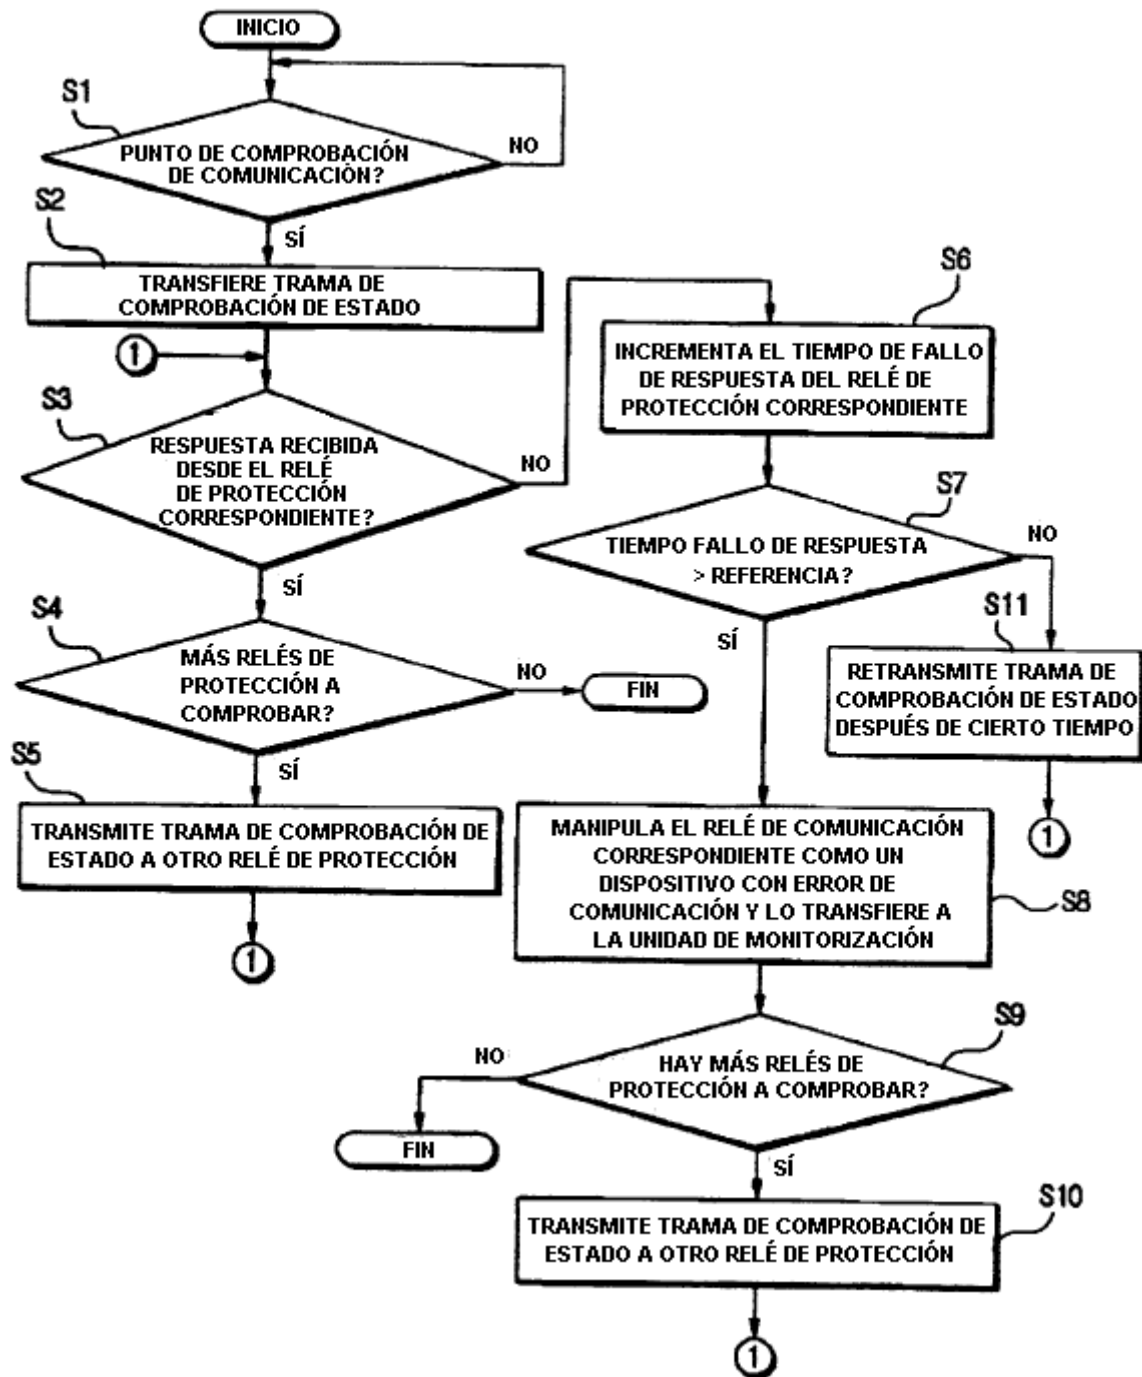 INICIO
S1
PUNTO DE COMPROBACIÓN
DE COMUNICACIÓN?
NO
SÍ
S2
TRANSFIERE TRAMA DE
COMPROBACIÓN DE ESTADO
1
S3
RESPUESTA RECIBIDA
DESDE EL RELÉ
DE PROTECCIÓN
CORRESPONDIENTE?
NO
SÍ
S4
MÁS RELÉS DE
PROTECCIÓN A
COMPROBAR?
NO
FIN
SÍ
S5
TRANSMITE TRAMA DE COMPROBACIÓN DE
ESTADO A OTRO RELÉ DE PROTECCIÓN
1
S6
INCREMENTA EL TIEMPO DE FALLO
DE RESPUESTA DEL RELÉ DE
PROTECCIÓN CORRESPONDIENTE
S7
TIEMPO FALLO DE RESPUESTA
> REFERENCIA?
NO
SÍ
S11
RETRANSMITE TRAMA DE
COMPROBACIÓN DE ESTADO
DESPUÉS DE CIERTO TIEMPO
1
MANIPULA EL RELÉ DE COMUNICACIÓN
CORRESPONDIENTE COMO UN
DISPOSITIVO CON ERROR DE
COMUNICACIÓN Y LO TRANSFIERE A
LA UNIDAD DE MONITORIZACIÓN
S8
S9
HAY MÁS RELÉS DE
PROTECCIÓN A COMPROBAR?
NO
FIN
SÍ
S10
TRANSMITE TRAMA DE COMPROBACIÓN DE
ESTADO A OTRO RELÉ DE PROTECCIÓN
1